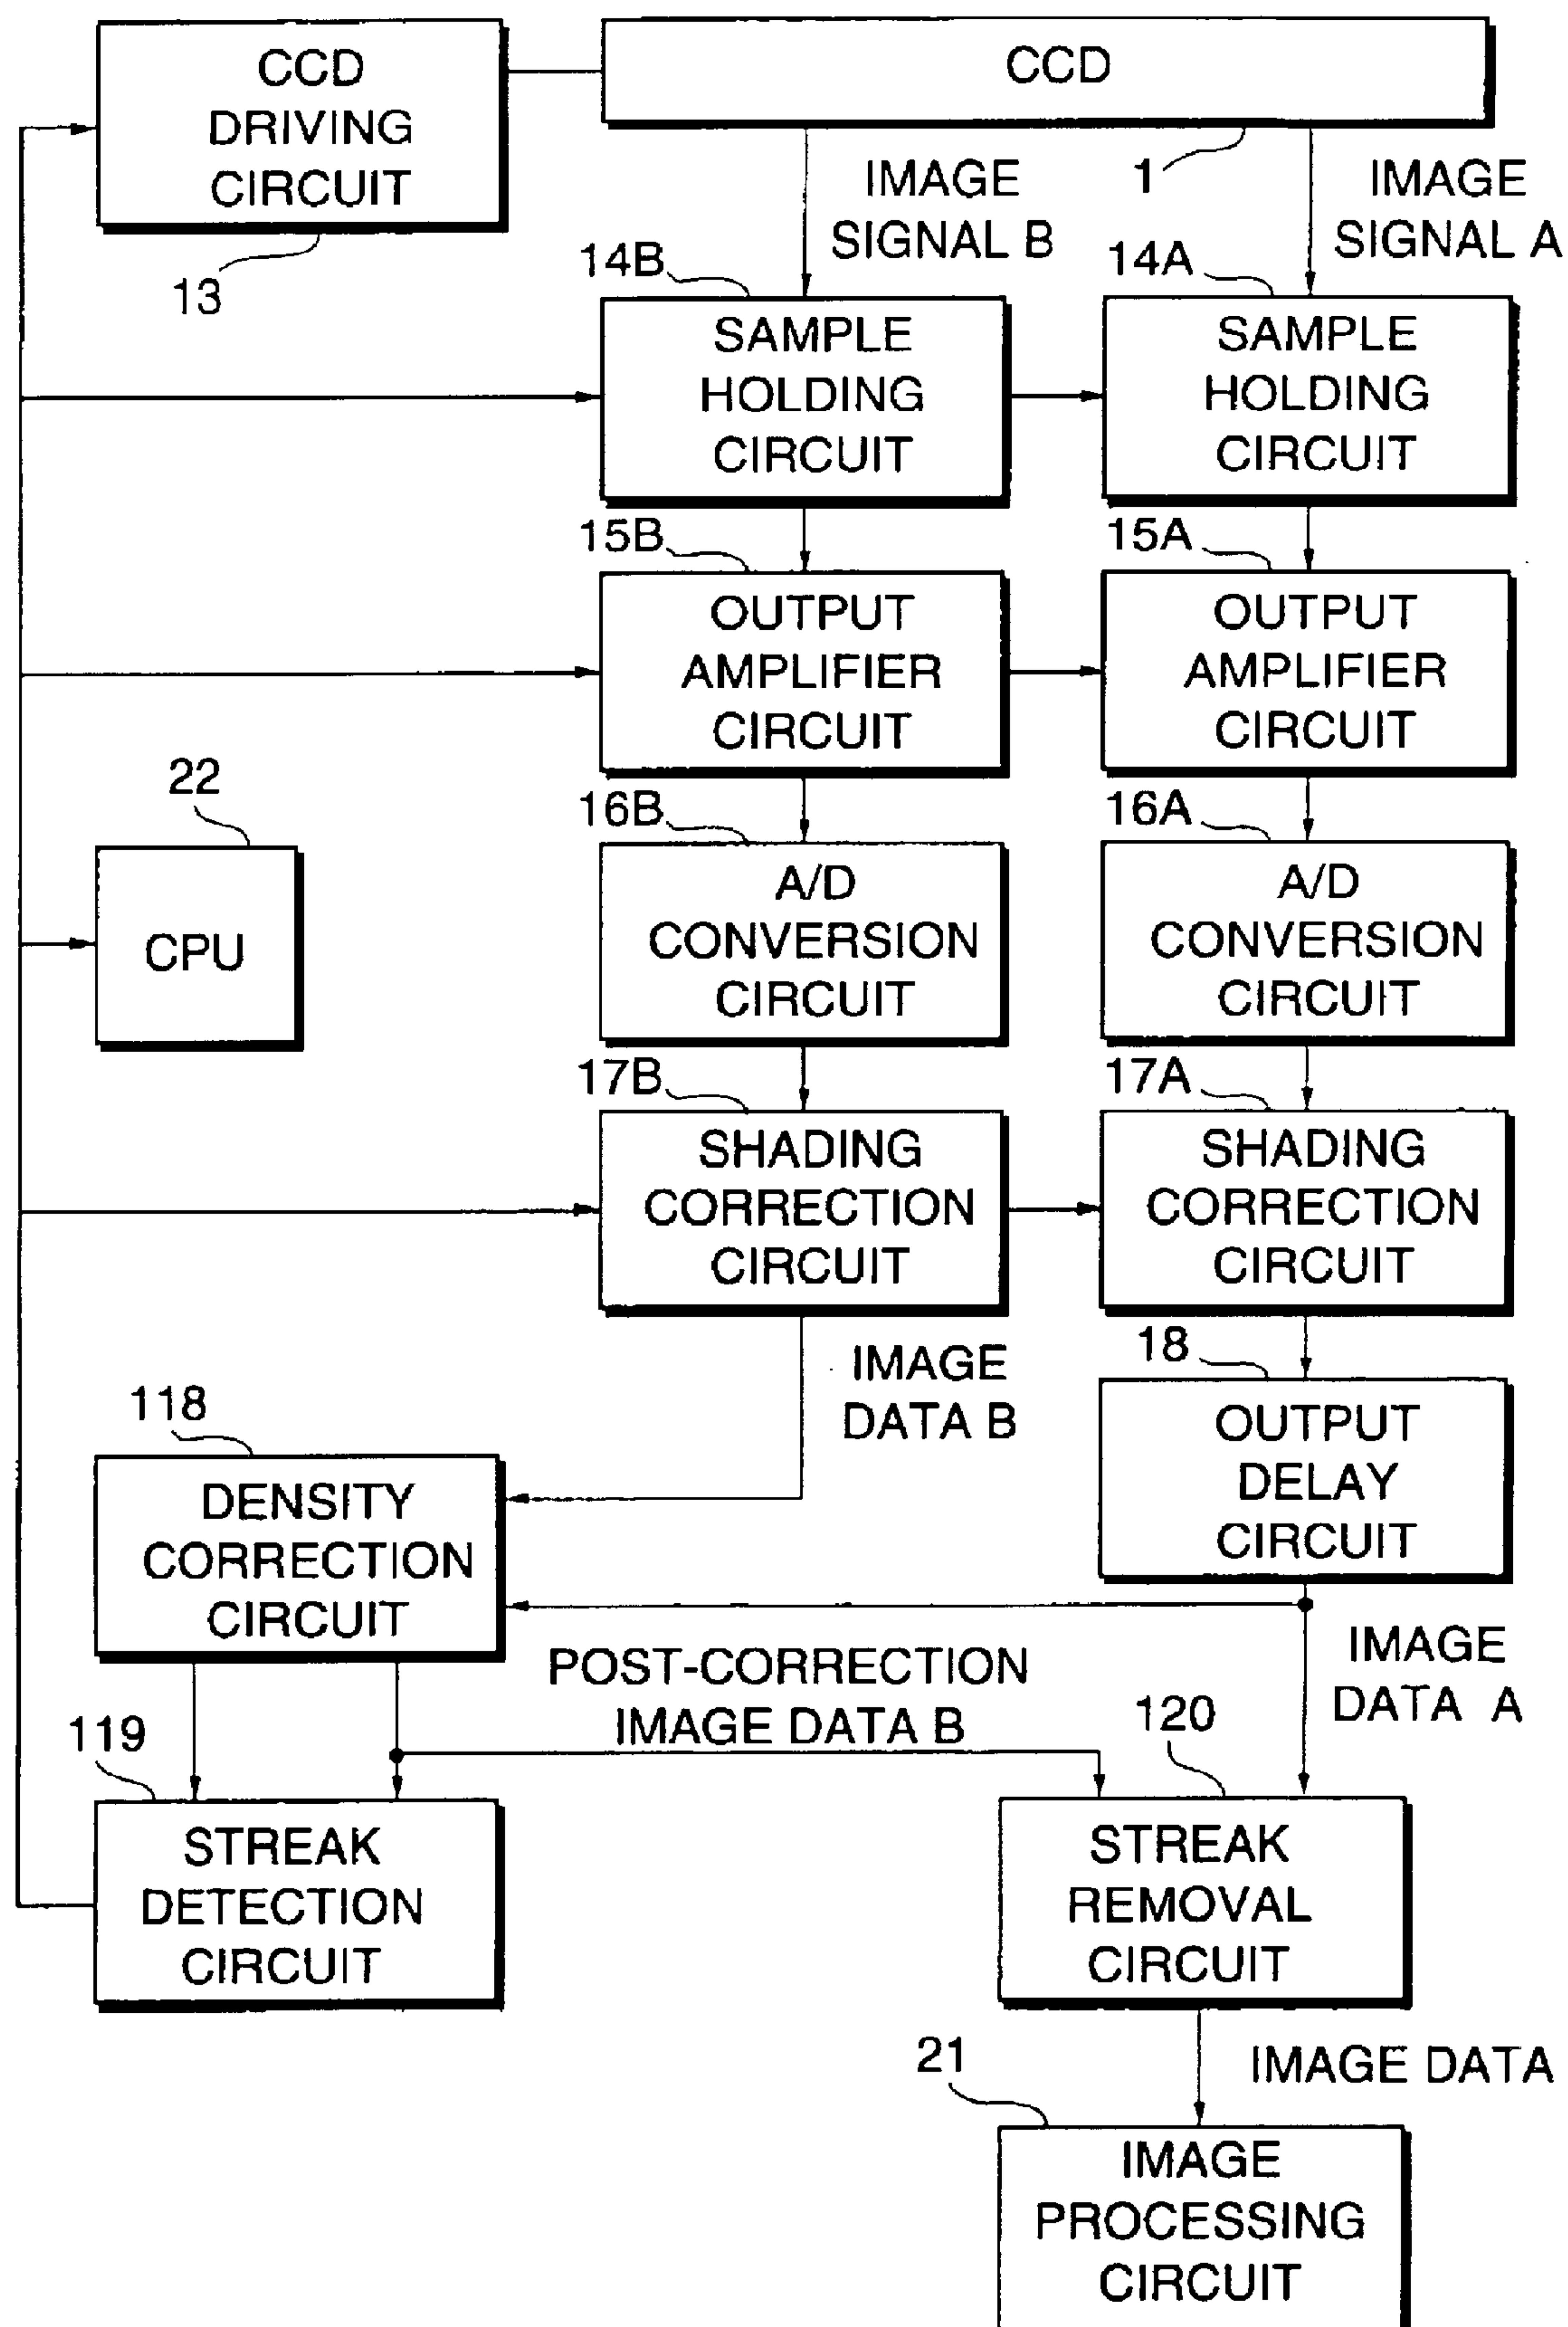 CCD
DRIVING
CIRCUIT
13
CCD
1
IMAGE
SIGNAL B
IMAGE
SIGNAL A
14B
SAMPLE
HOLDING
CIRCUIT
14A
SAMPLE
HOLDING
CIRCUIT
15B
OUTPUT
AMPLIFIER
CIRCUIT
15A
OUTPUT
AMPLIFIER
CIRCUIT
22
CPU
16B
A/D
CONVERSION
CIRCUIT
16A
A/D
CONVERSION
CIRCUIT
17B
SHADING
CORRECTION
CIRCUIT
17A
SHADING
CORRECTION
CIRCUIT
IMAGE
DATA B
18
OUTPUT
DELAY
CIRCUIT
118
DENSITY
CORRECTION
CIRCUIT
POST-CORRECTION
IMAGE DATA B
IMAGE
DATA A
119
STREAK
DETECTION
CIRCUIT
120
STREAK
REMOVAL
CIRCUIT
IMAGE DATA
21
IMAGE
PROCESSING
CIRCUIT